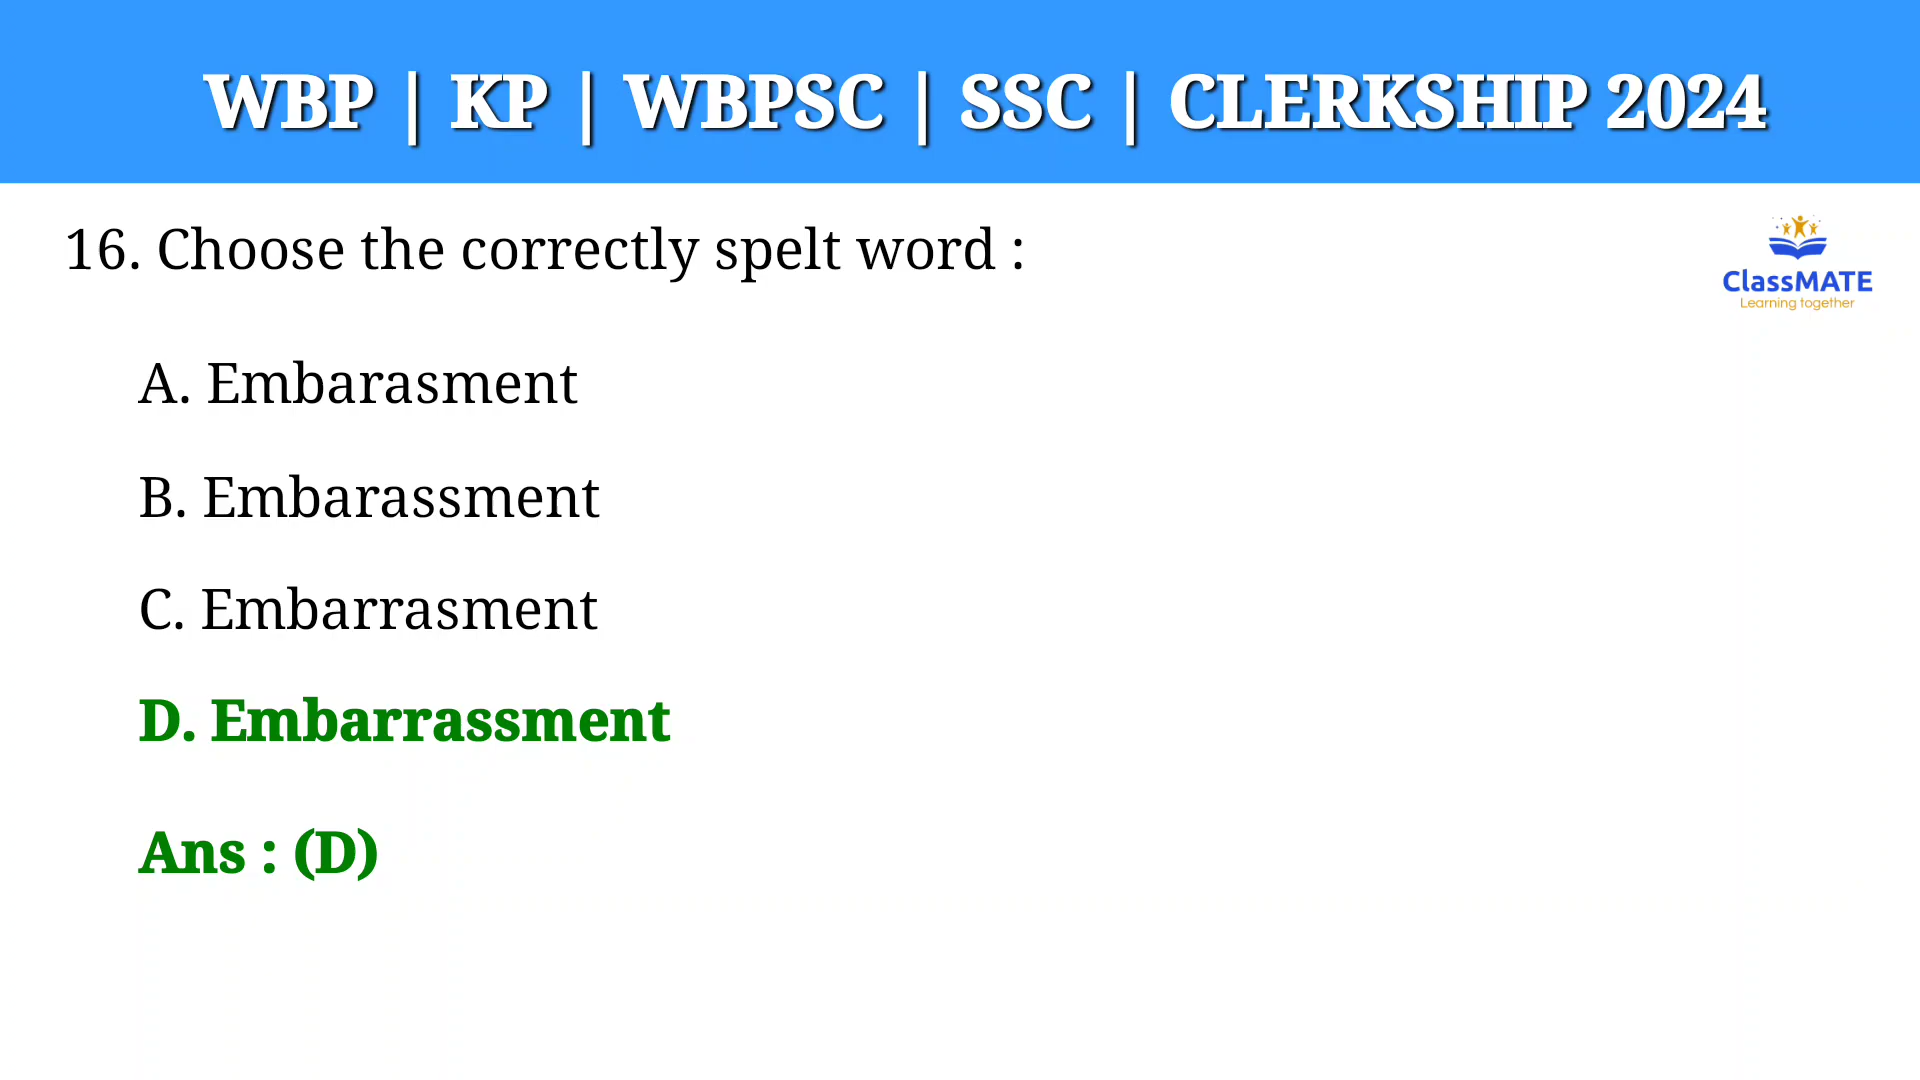 WBP | KP | WBPSC | SSC | CLERKSHIP 2024
16. Choose the correctly spelt word :
ClassMATE
Learning together
A. Embarasment
B. Embarassment
C. Embarrasment
D. Embarrassment
Ans : (D)